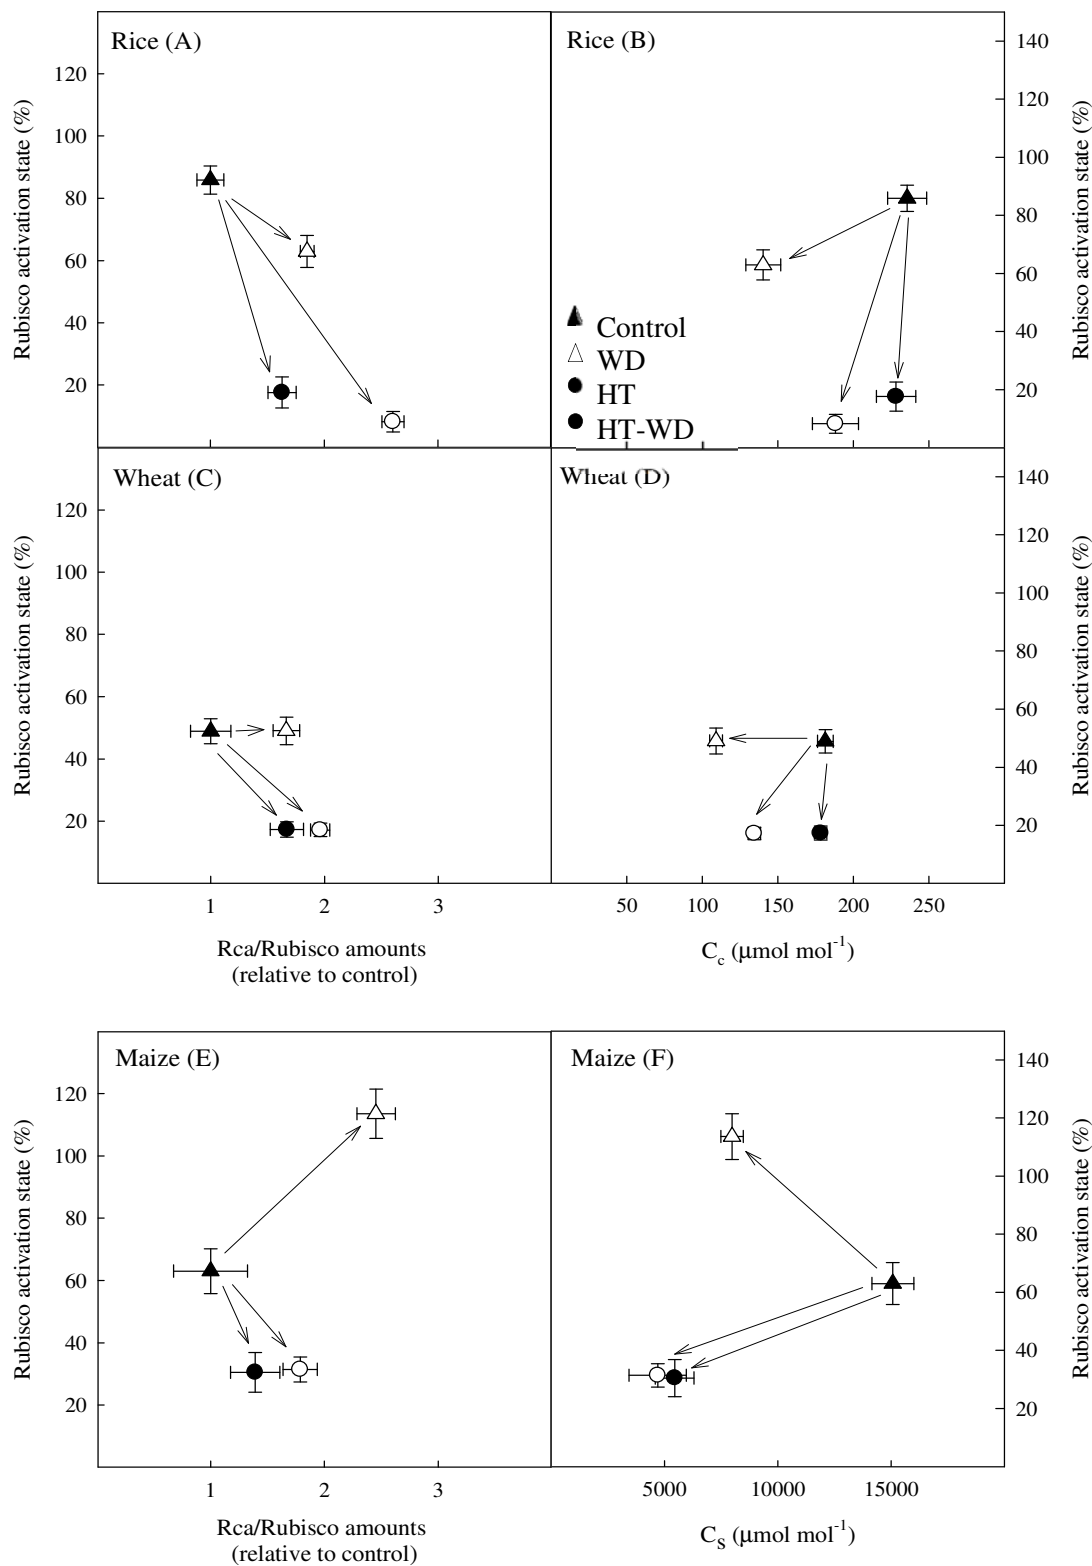 Rice (A)
Rubisco activation state (%)
120
100
80
60
40
20
Rice (B)
Control
WD
HT
HT-WD
140
120
100
80
60
40
20
Rubisco activation state (%)
Wheat (C)
Rubisco activation state (%)
120
100
80
60
40
20
1 2 3
Rca/Rubisco amounts
(relative to control)
Wheat (D)
140
120
100
80
60
40
20
Rubisco activation state (%)
50 100 150 200 250
C_c (μmol mol⁻¹)
Maize (E)
Rubisco activation state (%)
120
100
80
60
40
20
1 2 3
Rca/Rubisco amounts
(relative to control)
Maize (F)
140
120
100
80
60
40
20
Rubisco activation state (%)
5000 10000 15000
C_S (μmol mol⁻¹)